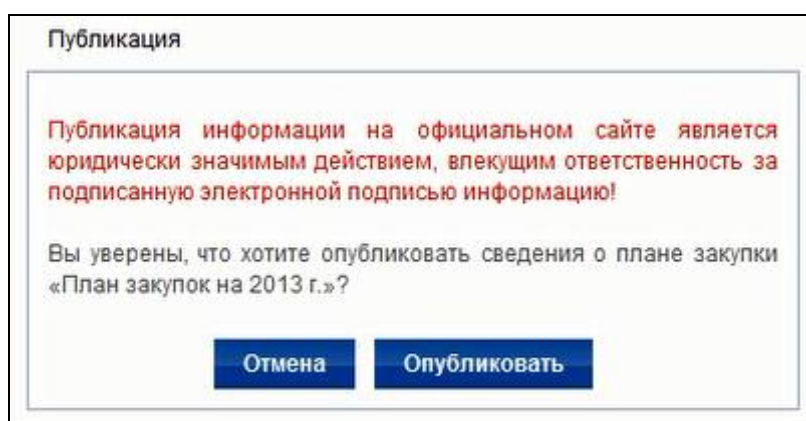 Публикация
Публикация информации на официальном сайте является
юридически значимым действием, влекущим ответственность за
подписанную электронной подписью информацию!
Вы уверены, что хотите опубликовать сведения о плане закупки
«План закупок на 2013 г.»?
Отмена Опубликовать